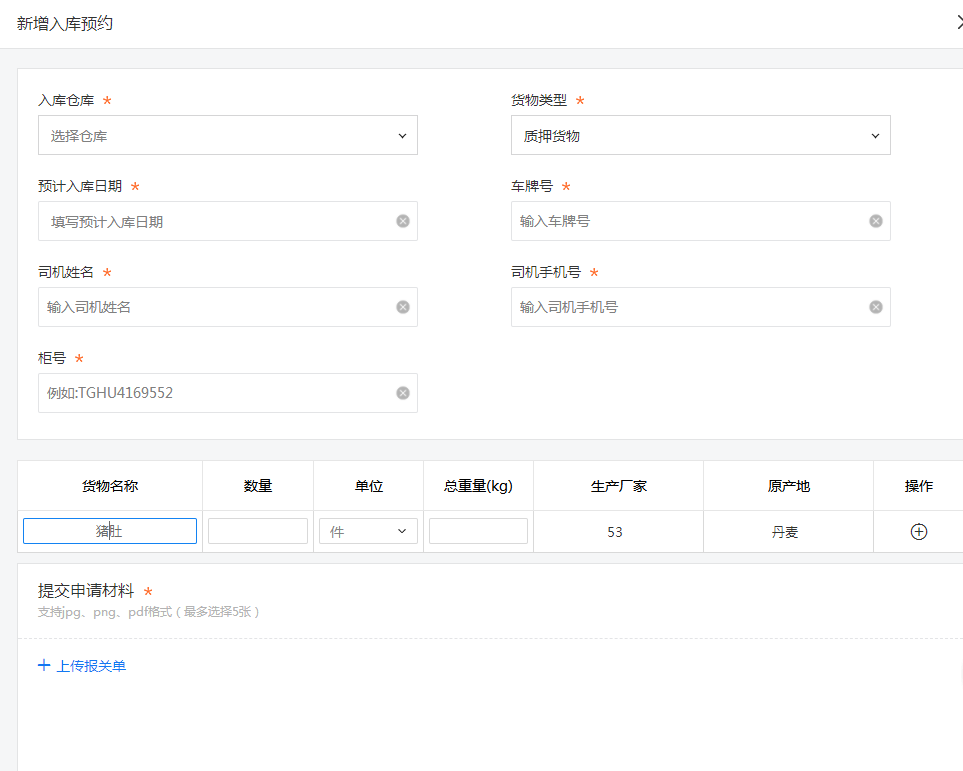 新增入库预约
入库仓库 *
货物类型 *
选择仓库
质押货物
预计入库日期 *
车牌号 *
填写预计入库日期
输入车牌号
司机姓名 *
司机手机号 *
输入司机姓名
输入司机手机号
柜号 *
例如:TGHU4169552
货物名称 数量 单位 总重量(kg) 生产厂家 原产地 操作
猪肚 件 53 丹麦
提交申请材料 *
支持jpg、png、pdf格式（最多选择5张）
+ 上传报关单